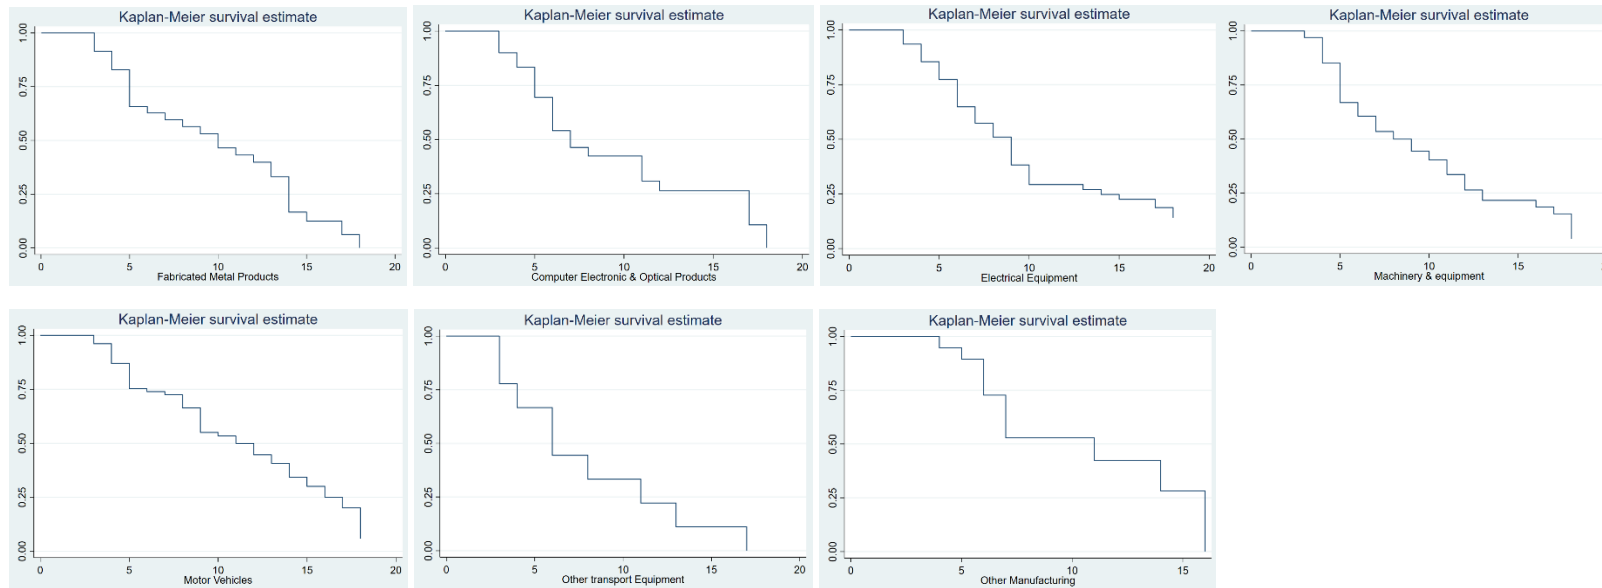 Kaplan-Meier survival estimate
1.00
0.75
0.50
0.25
0.00
0 5 10 15 20
Fabricated Metal Products
Kaplan-Meier survival estimate
1.00
0.75
0.50
0.25
0.00
0 5 10 15 20
Computer Electronic & Optical Products
Kaplan-Meier survival estimate
1.00
0.75
0.50
0.25
0.00
0 5 10 15 20
Electrical Equipment
Kaplan-Meier survival estimate
1.00
0.75
0.50
0.25
0.00
0 5 10 15
Machinery & equipment
Kaplan-Meier survival estimate
1.00
0.75
0.50
0.25
0.00
0 5 10 15 20
Motor Vehicles
Kaplan-Meier survival estimate
1.00
0.75
0.50
0.25
0.00
0 5 10 15 20
Other transport Equipment
Kaplan-Meier survival estimate
1.00
0.75
0.50
0.25
0.00
0 5 10 15
Other Manufacturing